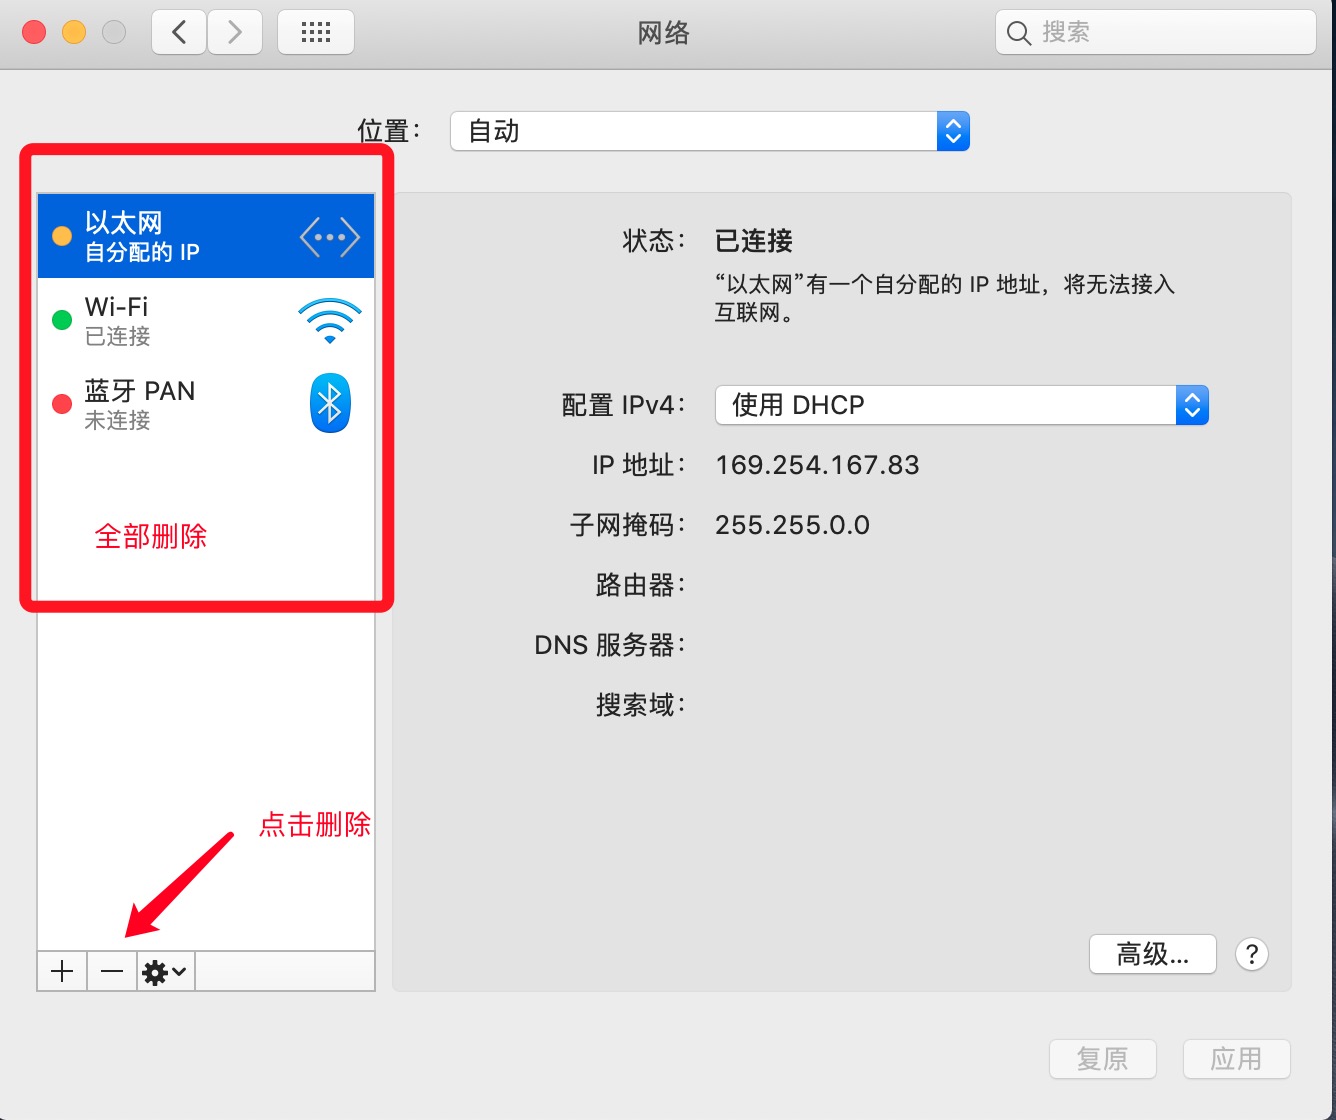 网络
搜索
位置：
自动
以太网
自分配的 IP
Wi-Fi
已连接
蓝牙 PAN
未连接
全部删除
点击删除
状态：
已连接
“以太网”有一个自分配的 IP 地址，将无法接入
互联网。
配置 IPv4：
使用 DHCP
IP 地址：
169.254.167.83
子网掩码：
255.255.0.0
路由器：
DNS 服务器：
搜索域：
高级...
?
复原
应用